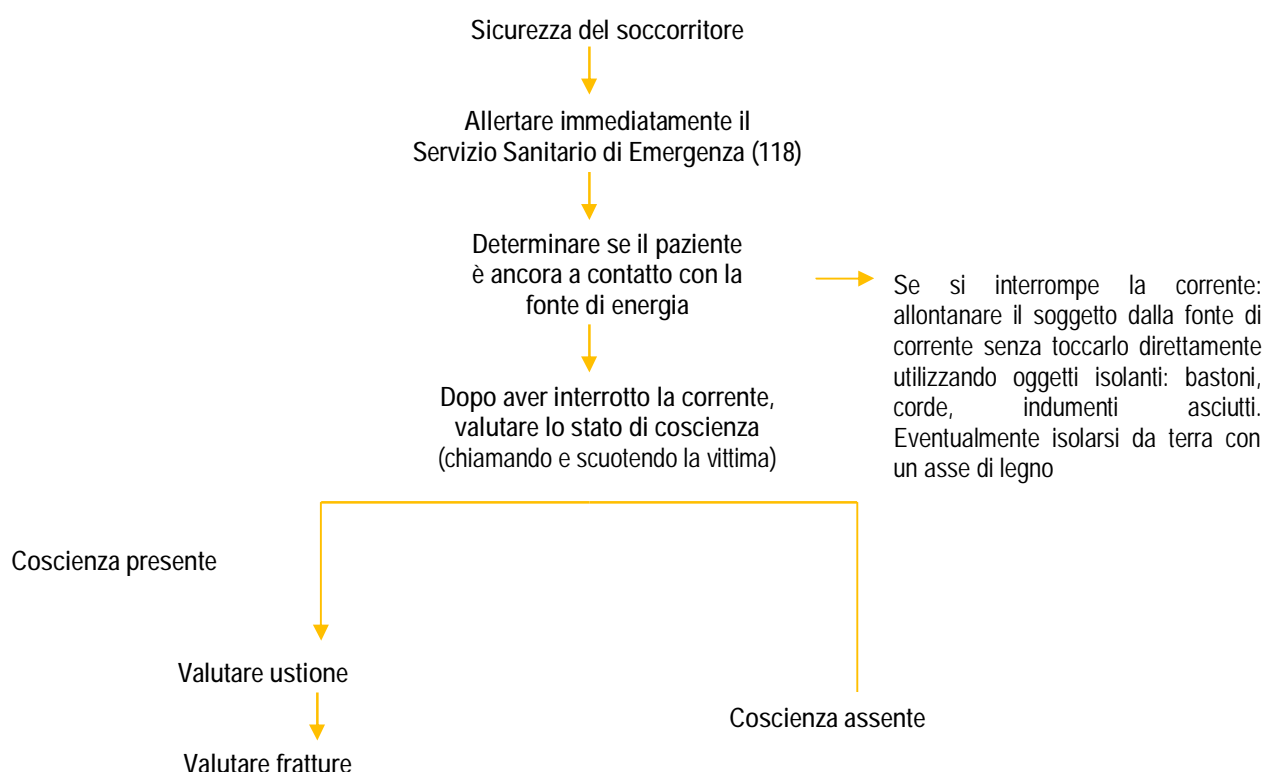 Sicurezza del soccorritore
Allertare immediatamente il
Servizio Sanitario di Emergenza (118)
Determinare se il paziente
è ancora a contatto con la
fonte di energia
Se si interrompe la corrente:
allontanare il soggetto dalla fonte di
corrente senza toccarlo direttamente
utilizzando oggetti isolanti: bastoni,
corde, indumenti asciutti.
Eventualmente isolarsi da terra con
un asse di legno
Dopo aver interrotto la corrente,
valutare lo stato di coscienza
(chiamando e scuotendo la vittima)
Coscienza presente
Valutare ustione
Coscienza assente
Valutare fratture